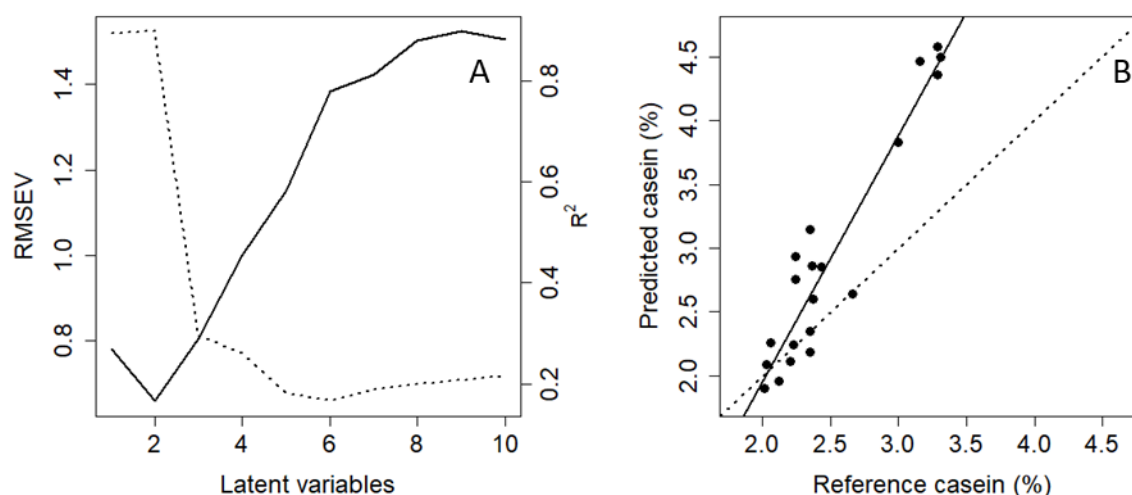 A
RMSEV
0.8 1.0 1.2 1.4
R²
0.2 0.4 0.6 0.8
2 4 6 8 10
Latent variables
B
Predicted casein (%)
2.0 2.5 3.0 3.5 4.0 4.5
2.0 2.5 3.0 3.5 4.0 4.5
Reference casein (%)